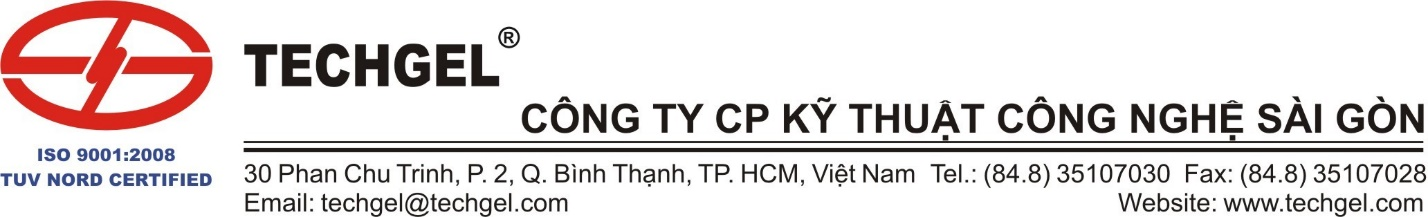 TECHGEL®
CÔNG TY CP KỸ THUẬT CÔNG NGHỆ SÀI GÒN
ISO 9001:2008
TUV NORD CERTIFIED
30 Phan Chu Trinh, P. 2, Q. Bình Thạnh, TP. HCM, Việt Nam Tel.: (84.8) 35107030 Fax: (84.8) 35107028
Email: techgel@techgel.com Website: www.techgel.com